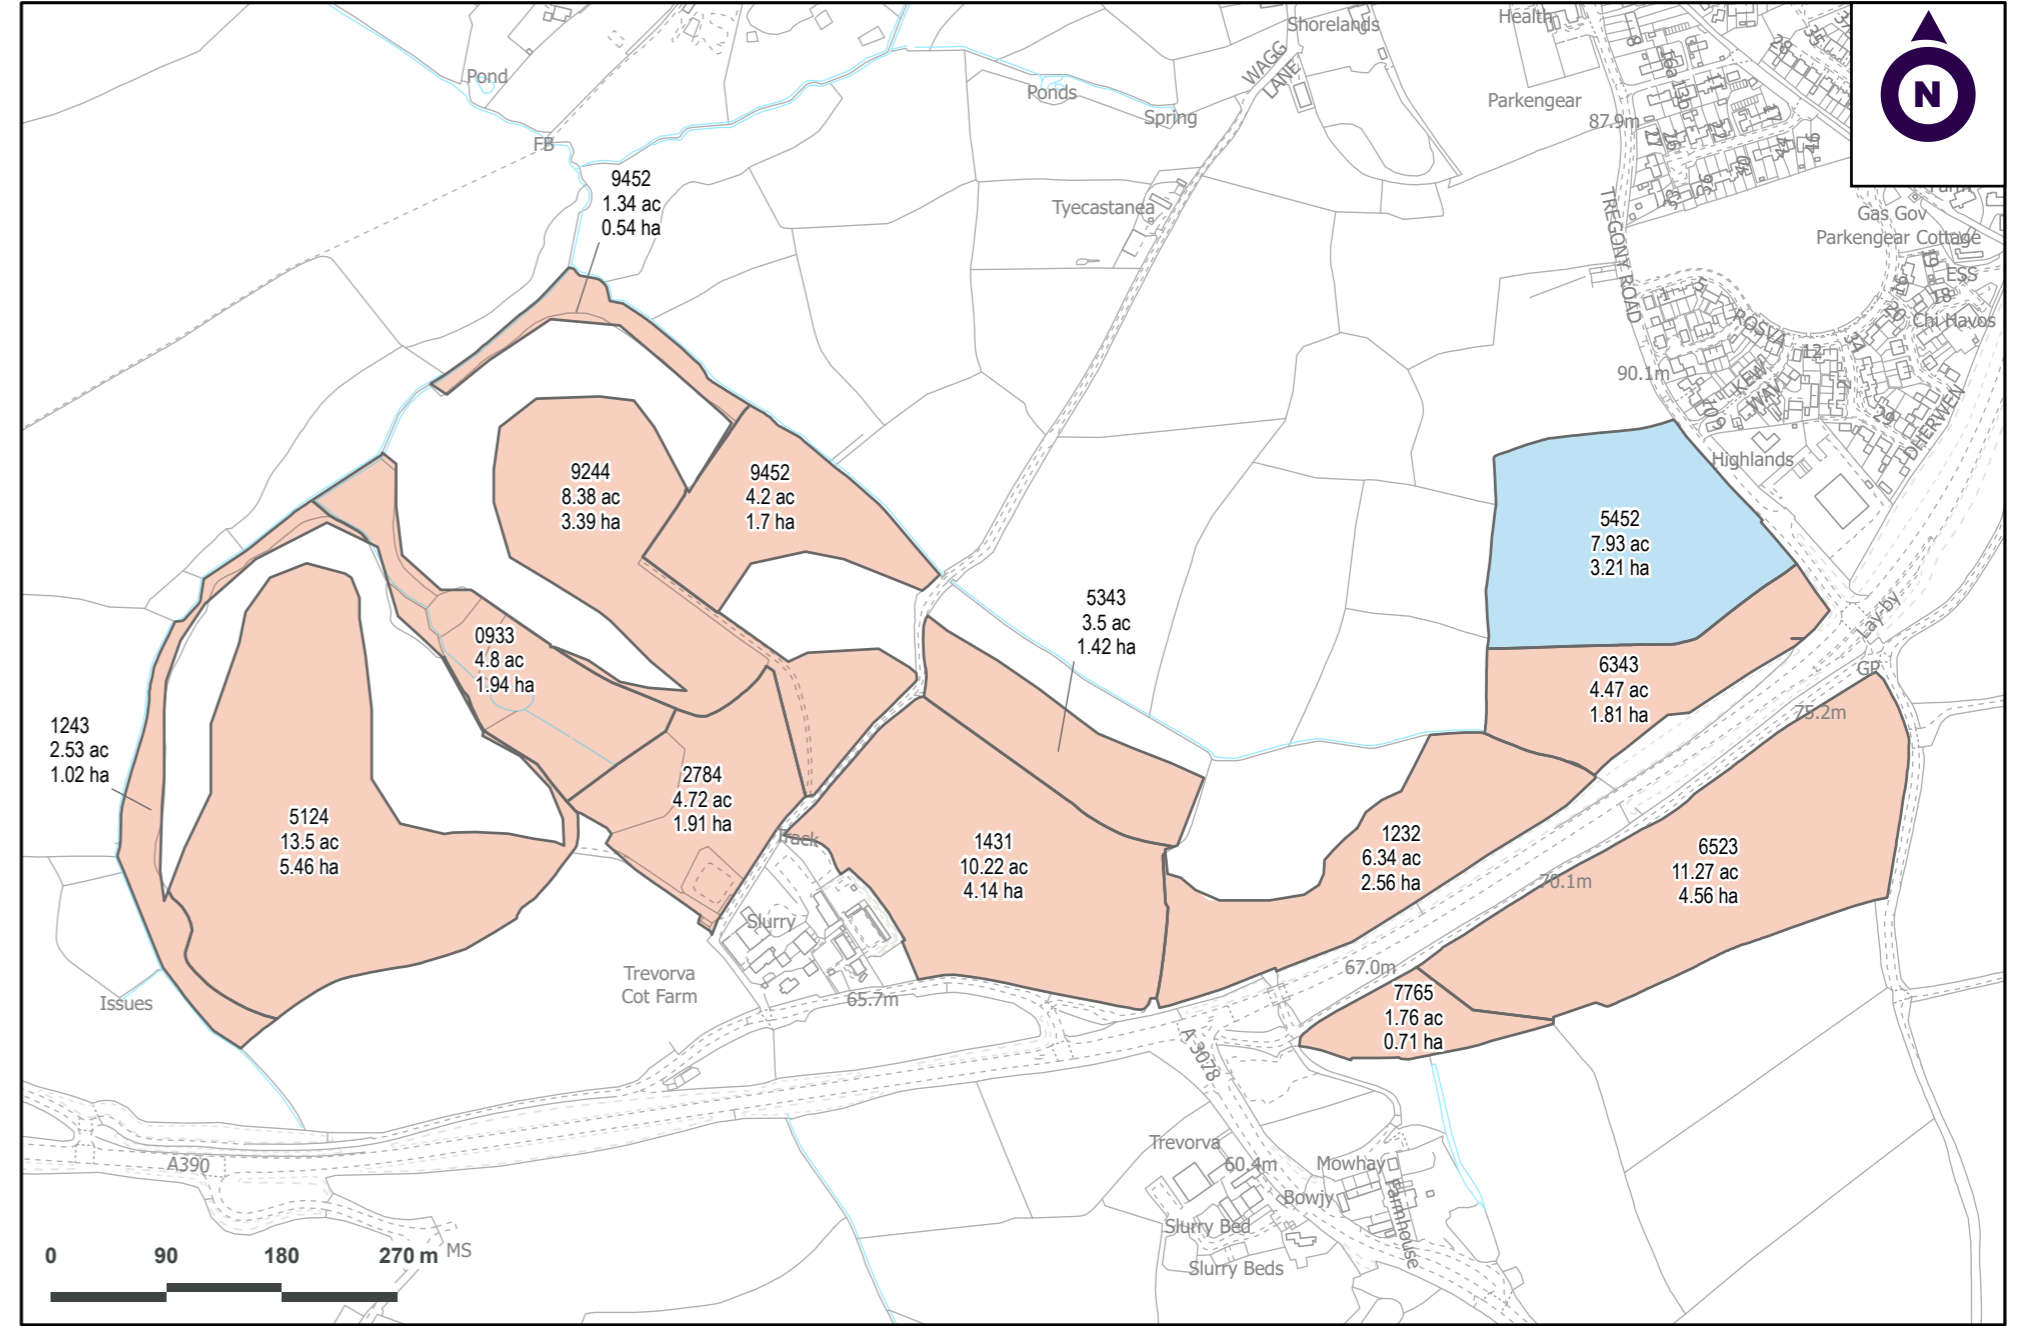 Shorelands
Health
WAGG
LANE
Pond
Ponds
Spring
Parkengear
87.9m
N
FB
9452
1.34 ac
0.54 ha
Tyecastanea
TREGONY ROAD
Gas Gov
Parkengear Cottage
ESS
Chi Havos
ROSVA
KEW
WAY
DHERWEN
90.1m
Highlands
9244
8.38 ac
3.39 ha
9452
4.2 ac
1.7 ha
5452
7.93 ac
3.21 ha
5343
3.5 ac
1.42 ha
Lay-by
GP
0933
4.8 ac
1.94 ha
6343
4.47 ac
1.81 ha
75.2m
1243
2.53 ac
1.02 ha
2784
4.72 ac
1.91 ha
5124
13.5 ac
5.46 ha
Track
1431
10.22 ac
4.14 ha
1232
6.34 ac
2.56 ha
6523
11.27 ac
4.56 ha
70.1m
Slurry
Trevorva
Cot Farm
65.7m
67.0m
7765
1.76 ac
0.71 ha
Issues
A 3078
A390
Trevorva
60.4m
Mowhay
Bowjy
Farmhouse
Slurry Bed
Slurry Beds
MS
0 90 180 270 m